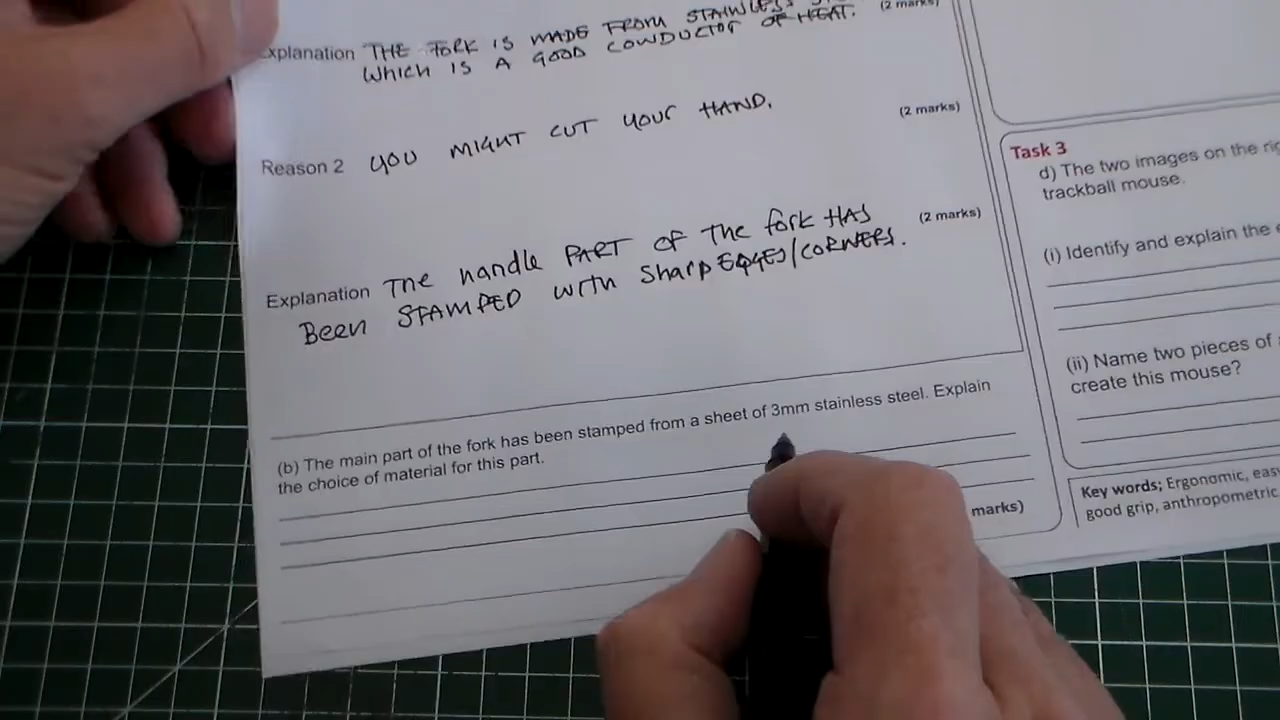 (2 marks)
Explanation THE FORK IS MADE FROM
WHICH IS A GOOD CONDUCTOR OF HEAT.
(2 marks)
Reason 2 YOU MIGHT CUT YOUR HAND.
(2 marks)
Explanation THE handle PART OF THE fork HAS
Been STAMPED WITH Sharp EDGES/CORNERS.
(b) The main part of the fork has been stamped from a sheet of 3mm stainless steel. Explain
the choice of material for this part.
marks)
Task 3
d) The two images on the
trackball mouse.
(i) Identify and explain the
(ii) Name two pieces of
create this mouse?
Key words; Ergonomic,
good grip, anthropometric